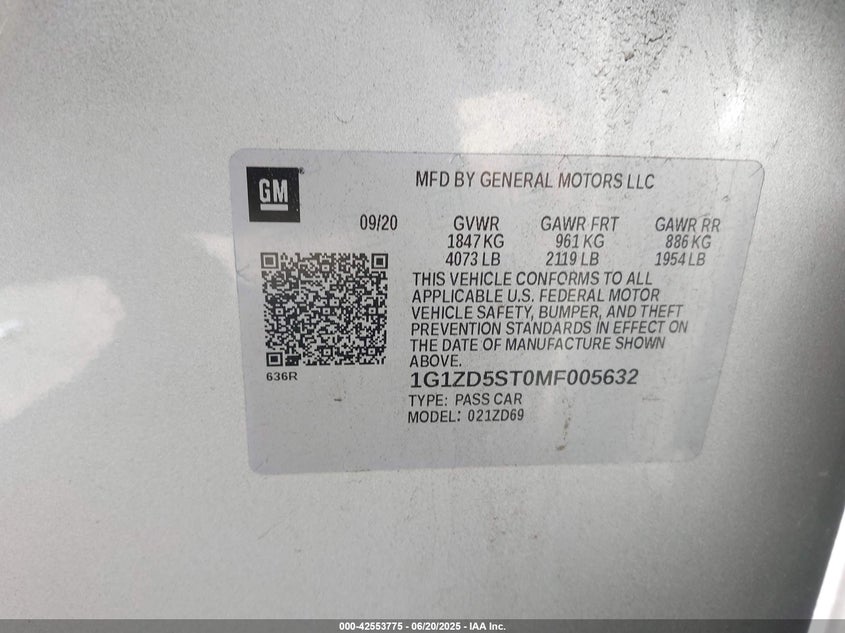 GM
MFD BY GENERAL MOTORS LLC
09/20 GVWR GAWR FRT GAWR RR
1847 KG 961 KG 886 KG
4073 LB 2119 LB 1954 LB
THIS VEHICLE CONFORMS TO ALL
APPLICABLE U.S. FEDERAL MOTOR
VEHICLE SAFETY, BUMPER, AND THEFT
PREVENTION STANDARDS IN EFFECT ON
THE DATE OF MANUFACTURE SHOWN
ABOVE.
636R
1G1ZD5ST0MF005632
TYPE: PASS CAR
MODEL: 021ZD69
000-42553775 - 06/20/2025 - IAA Inc.